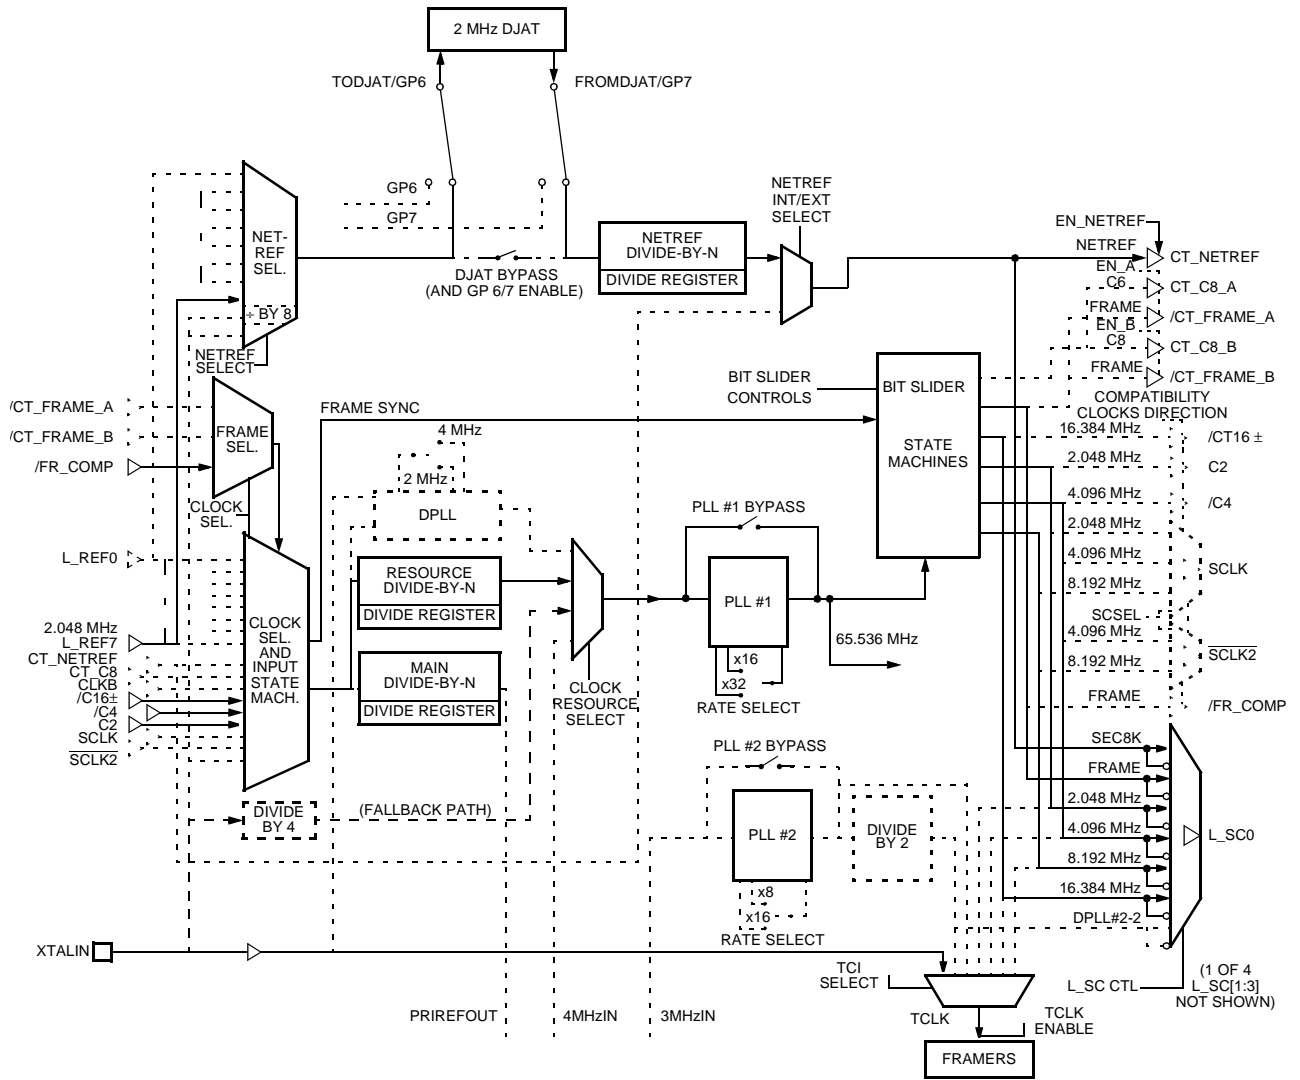 2 MHz DJAT
TODJAT/GP6
FROMDJAT/GP7
GP6
GP7
NET-
REF
SEL.
÷ BY 8
NETREF
SELECT
DJAT BYPASS
(AND GP 6/7 ENABLE)
NETREF
DIVIDE-BY-N
DIVIDE REGISTER
NETREF
INT/EXT
SELECT
EN_NETREF
NETREF
CT_NETREF
EN_A
C6
CT_C8_A
FRAME
/CT_FRAME_A
EN_B
C8
CT_C8_B
FRAME
/CT_FRAME_B
COMPATIBILITY
CLOCKS DIRECTION
/CT_FRAME_A
/CT_FRAME_B
/FR_COMP
FRAME
SEL.
CLOCK
SEL.
FRAME SYNC
BIT SLIDER
CONTROLS
BIT SLIDER
STATE
MACHINES
4 MHz
2 MHz
DPLL
16.384 MHz
/CT16 ±
2.048 MHz
C2
4.096 MHz
/C4
2.048 MHz
4.096 MHz
SCLK
8.192 MHz
SCSEL
4.096 MHz
SCLK2
8.192 MHz
FRAME
/FR_COMP
L_REF0
2.048 MHz
L_REF7
CT_NETREF
CT_C8
CLKB
/C16±
/C4
C2
SCLK
SCLK2
CLOCK
SEL.
AND
INPUT
STATE
MACH.
RESOURCE
DIVIDE-BY-N
DIVIDE REGISTER
MAIN
DIVIDE-BY-N
DIVIDE REGISTER
CLOCK
RESOURCE
SELECT
PLL #1 BYPASS
PLL #1
65.536 MHz
x16
x32
RATE SELECT
PLL #2 BYPASS
PLL #2
DIVIDE
BY 2
x8
x16
RATE SELECT
DIVIDE
BY 4
(FALLBACK PATH)
SEC8K
FRAME
2.048 MHz
4.096 MHz
8.192 MHz
16.384 MHz
DPLL#2-2
L_SC0
XTALIN
TCI
SELECT
L_SC CTL
(1 OF 4
L_SC[1:3]
NOT SHOWN)
PRIREFOUT
4MHzIN
3MHzIN
TCLK
TCLK
ENABLE
FRAMERS